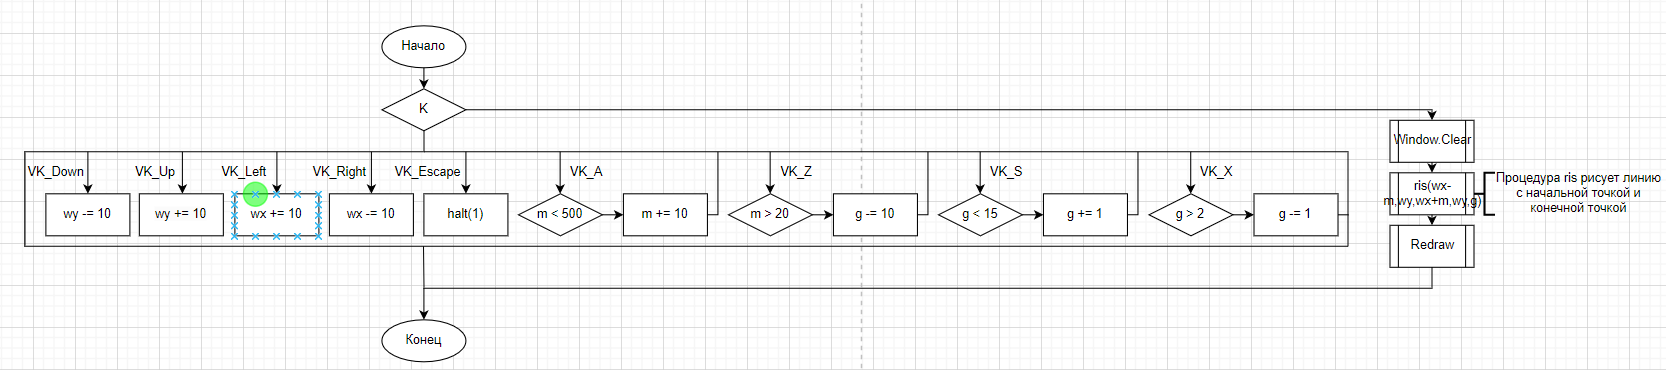 Начало
K
VK_Down
VK_Up
VK_Left
VK_Right
VK_Escape
VK_A
VK_Z
VK_S
VK_X
wy -= 10
wy += 10
wx += 10
wx -= 10
halt(1)
m < 500
m += 10
m > 20
g -= 10
g < 15
g += 1
g > 2
g -= 1
Window.Clear
ris(wx-
m,wy,wx+m,wy,g)
Процедура ris рисует линию
с начальной точкой и
конечной точкой
Redraw
Конец